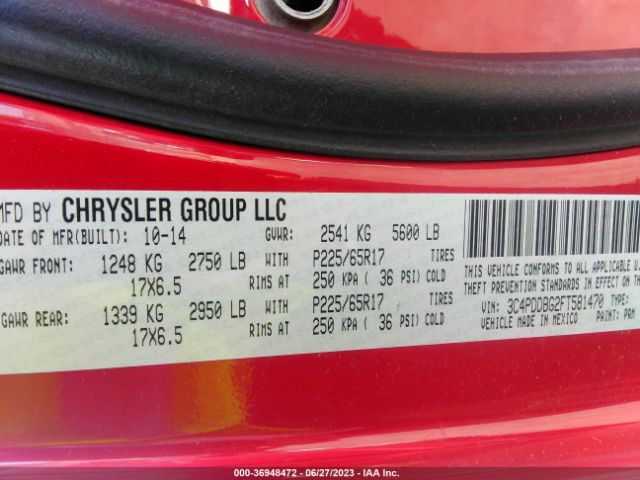 MFD BY CHRYSLER GROUP LLC
DATE OF MFR(BUILT): 10-14 GVWR: 2541 KG 5600 LB
GAWR FRONT: 1248 KG 2750 LB WITH P225/65R17 TIRES
17X6.5 RIMS AT 250 KPA ( 36 PSI) COLD
GAWR REAR: 1339 KG 2950 LB WITH P225/65R17 TIRES
17X6.5 RIMS AT 250 KPA ( 36 PSI) COLD
THIS VEHICLE CONFORMS TO ALL
PREVENTION STANDARDS IN EFFECT
VIN: 3C4PDDBG2FT581470 TYPE:
VEHICLE MADE IN MEXICO PAINT: PRM
000-36948472 - 06/27/2023 - IAA Inc.